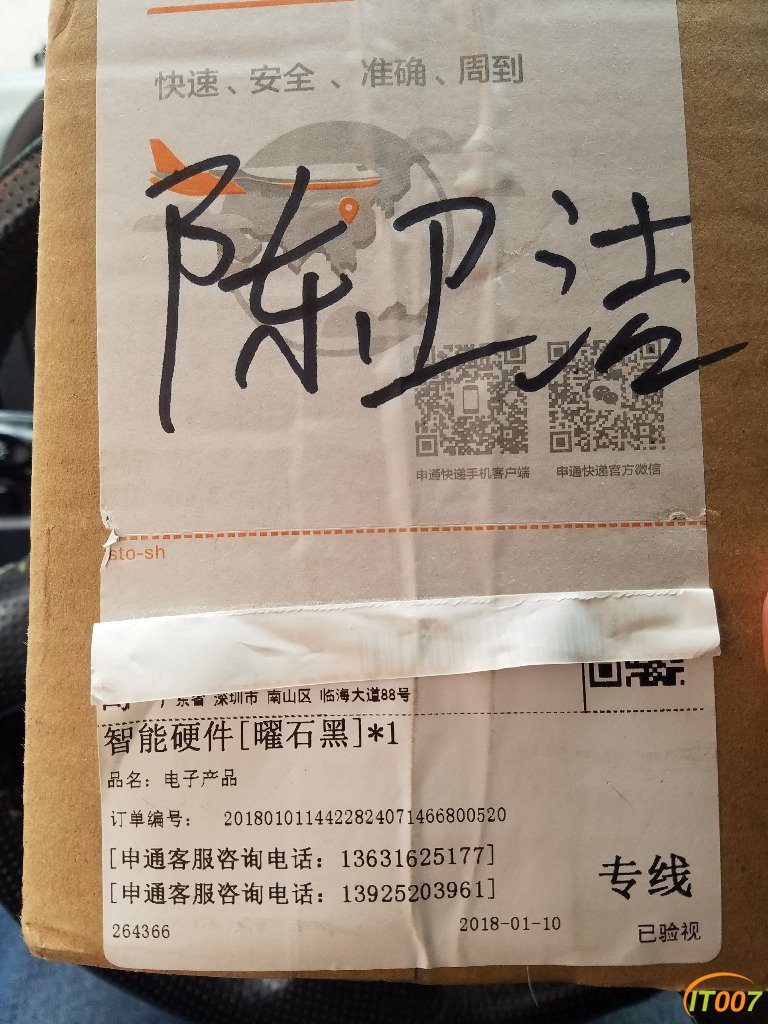 快速、安全、准确、周到
陈卫洁
申通快递手机客户端 申通快递官方微信
sto-sh
广东省 深圳市 南山区 临海大道88号
智能硬件[曜石黑]*1
品名：电子产品
订单编号： 2018010114422824071466800520
[申通客服咨询电话：13631625177]
[申通客服咨询电话：13925203961]
专线
264366 2018-01-10 已验视
IT007